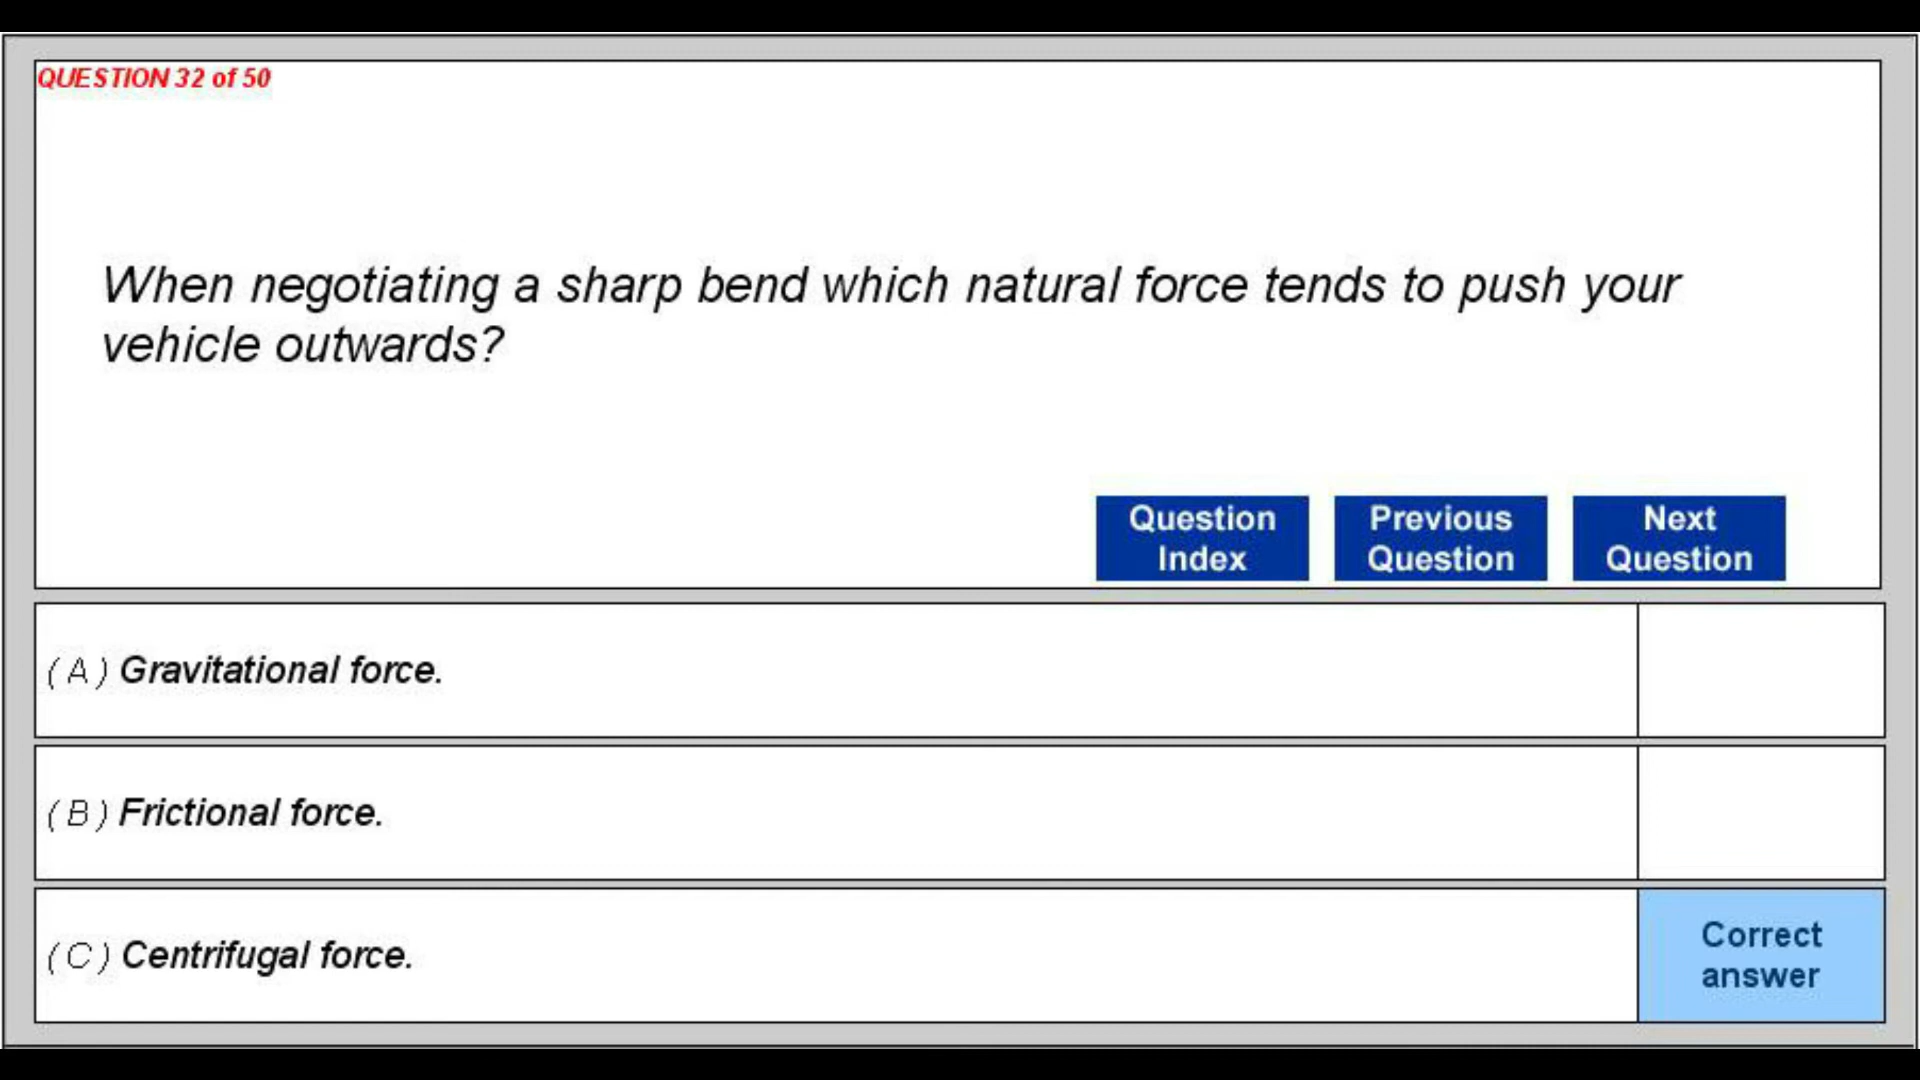 QUESTION 32 of 50
When negotiating a sharp bend which natural force tends to push your
vehicle outwards?
Question
Index
Previous
Question
Next
Question
(A) Gravitational force.
(B) Frictional force.
(C) Centrifugal force.
Correct
answer